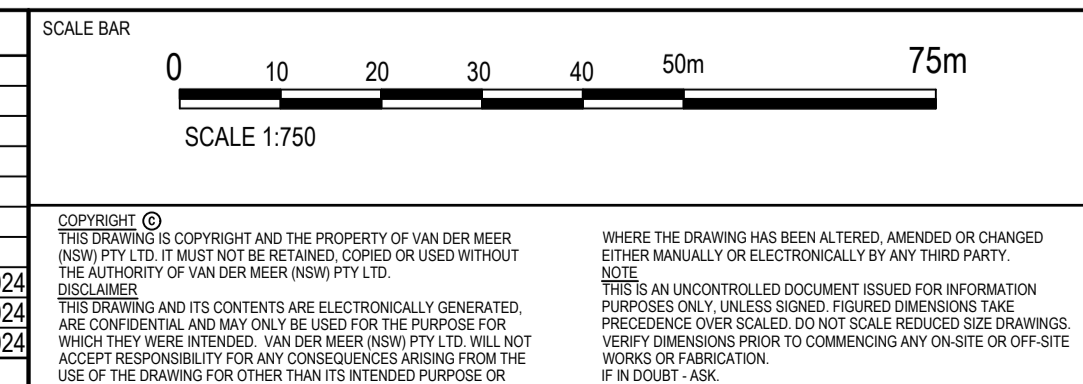 SCALE BAR
0 10 20 30 40 50m 75m
SCALE 1:750
COPYRIGHT ©
THIS DRAWING IS COPYRIGHT AND THE PROPERTY OF VAN DER MEER
(NSW) PTY LTD. IT MUST NOT BE RETAINED, COPIED OR USED WITHOUT
THE AUTHORITY OF VAN DER MEER (NSW) PTY LTD.
DISCLAIMER
THIS DRAWING AND ITS CONTENTS ARE ELECTRONICALLY GENERATED,
ARE CONFIDENTIAL AND MAY ONLY BE USED FOR THE PURPOSE FOR
WHICH THEY WERE INTENDED. VAN DER MEER (NSW) PTY LTD. WILL NOT
ACCEPT RESPONSIBILITY FOR ANY CONSEQUENCES ARISING FROM THE
USE OF THE DRAWING FOR OTHER THAN ITS INTENDED PURPOSE OR
WHERE THE DRAWING HAS BEEN ALTERED, AMENDED OR CHANGED
EITHER MANUALLY OR ELECTRONICALLY BY ANY THIRD PARTY.
NOTE
THIS IS AN UNCONTROLLED DOCUMENT ISSUED FOR INFORMATION
PURPOSES ONLY, UNLESS SIGNED. FIGURED DIMENSIONS TAKE
PRECEDENCE OVER SCALED. DO NOT SCALE REDUCED SIZE DRAWINGS.
VERIFY DIMENSIONS PRIOR TO COMMENCING ANY ON-SITE OR OFF-SITE
WORKS OR FABRICATION.
IF IN DOUBT - ASK.